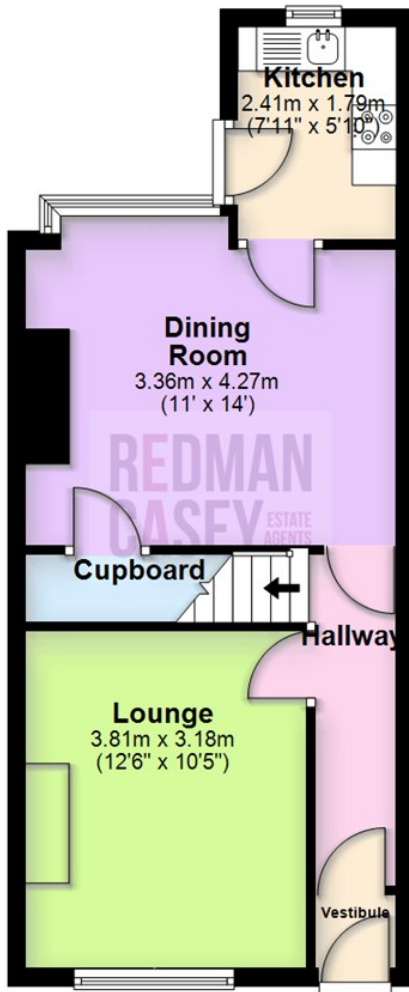 Kitchen
2.41m x 1.79m
(7'11" x 5'10")
Dining
Room
3.36m x 4.27m
(11' x 14')
REDMAN
CASEY ESTATE
AGENTS
Cupboard
Hallway
Lounge
3.81m x 3.18m
(12'6" x 10'5")
Vestibule